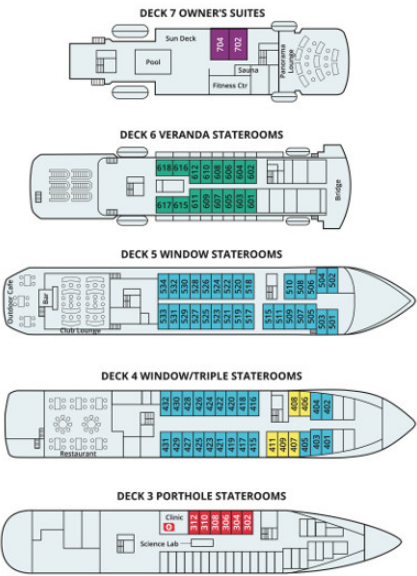 DECK 7 OWNER'S SUITES
Sun Deck
704 702
Pool
Sauna
Fitness Ctr
Panorama
Lounge
DECK 6 VERANDA STATEROOMS
618 616 612 610 608 606 604 602
617 615 611 609 607 605 603 601
Bridge
DECK 5 WINDOW STATEROOMS
534 532 530 528 526 524 522 520 518 510 508 506 504 502
Outdoor Cafe
Bar
533 531 529 527 525 523 521 519 517 515 511 509 507 505 503 501
Club Lounge
DECK 4 WINDOW/TRIPLE STATEROOMS
432 430 428 426 424 422 420 418 416 408 406 404 402
431 429 427 425 423 421 419 417 415 411 409 407 405 403 401
Restaurant
DECK 3 PORTHOLE STATEROOMS
Clinic
312 310 308 306 304 302
Science Lab